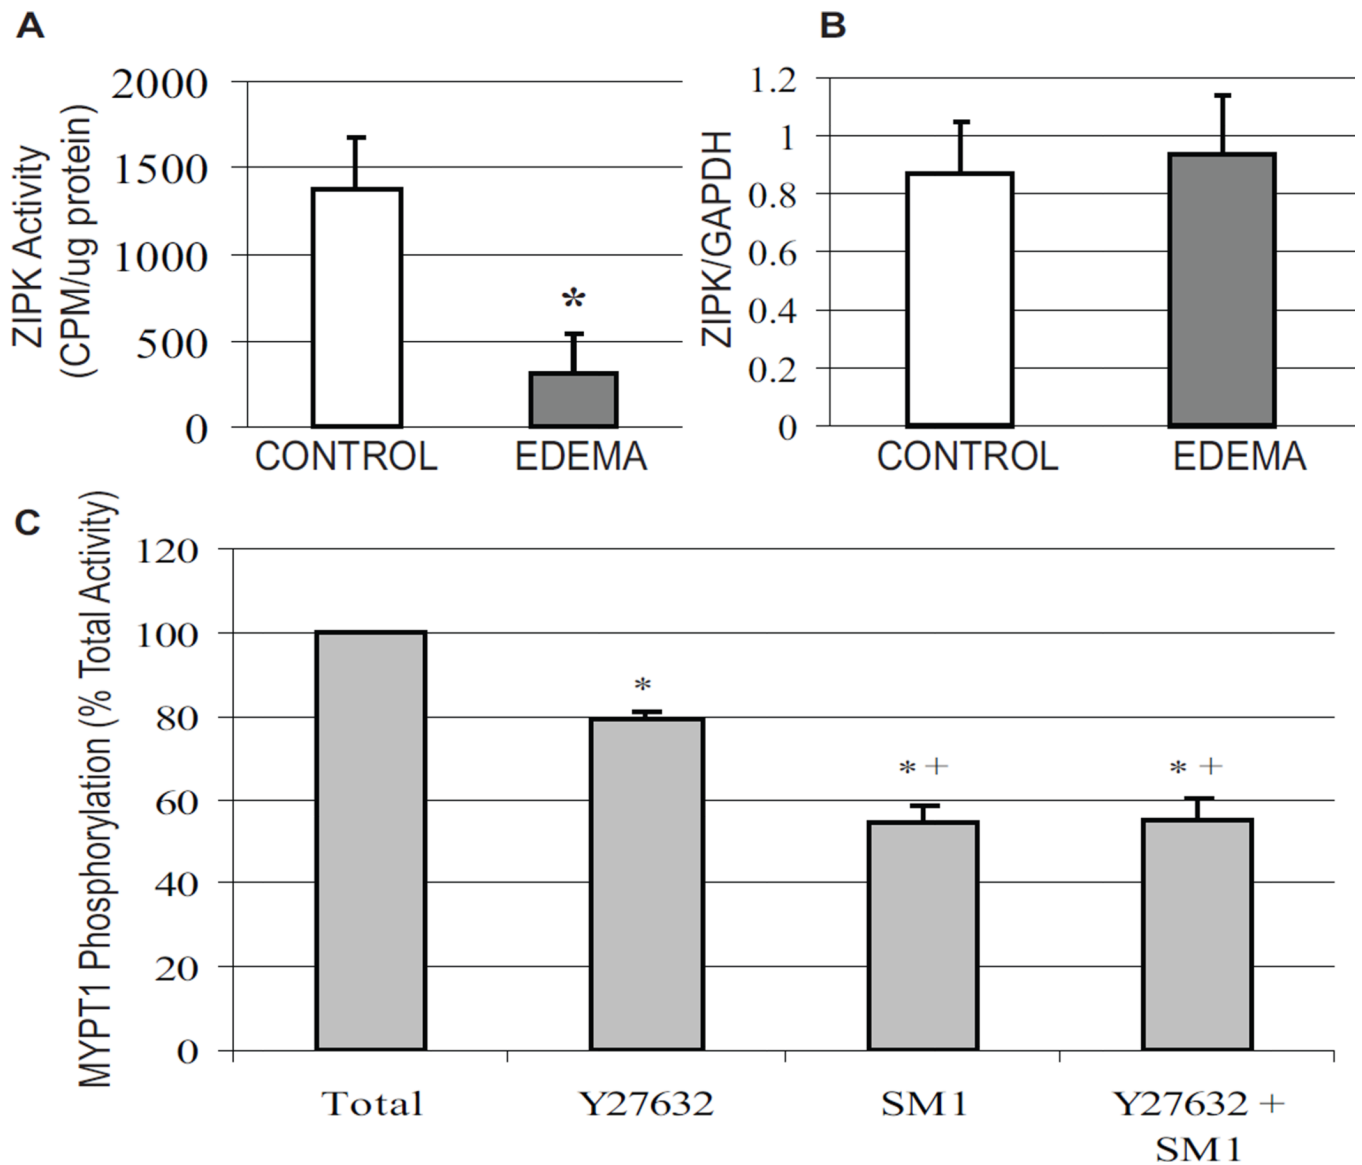 A
ZIPK Activity
(CPM/ug protein)
2000
1500
1000
500
0
*
CONTROL EDEMA
B
ZIPK/GAPDH
1.2
1
0.8
0.6
0.4
0.2
0
CONTROL EDEMA
C
MYPT1 Phosphorylation (% Total Activity)
120
100
80
60
40
20
0
*
* +
* +
Total Y27632 SM1 Y27632 +
SM1